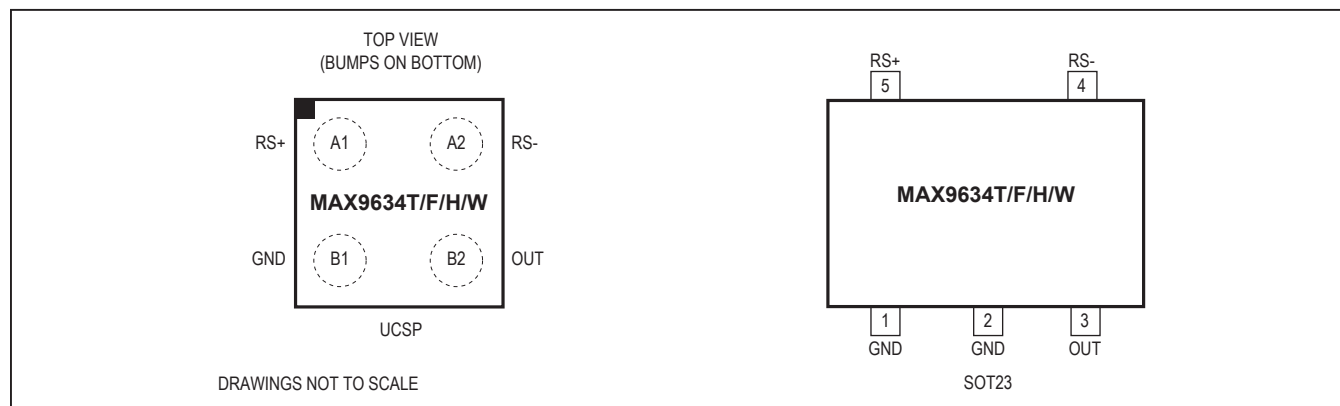 TOP VIEW
(BUMPS ON BOTTOM)
RS+ A1 A2 RS-
MAX9634T/F/H/W
GND B1 B2 OUT
UCSP
DRAWINGS NOT TO SCALE
RS+ RS-
5 4
MAX9634T/F/H/W
1 2 3
GND GND OUT
SOT23